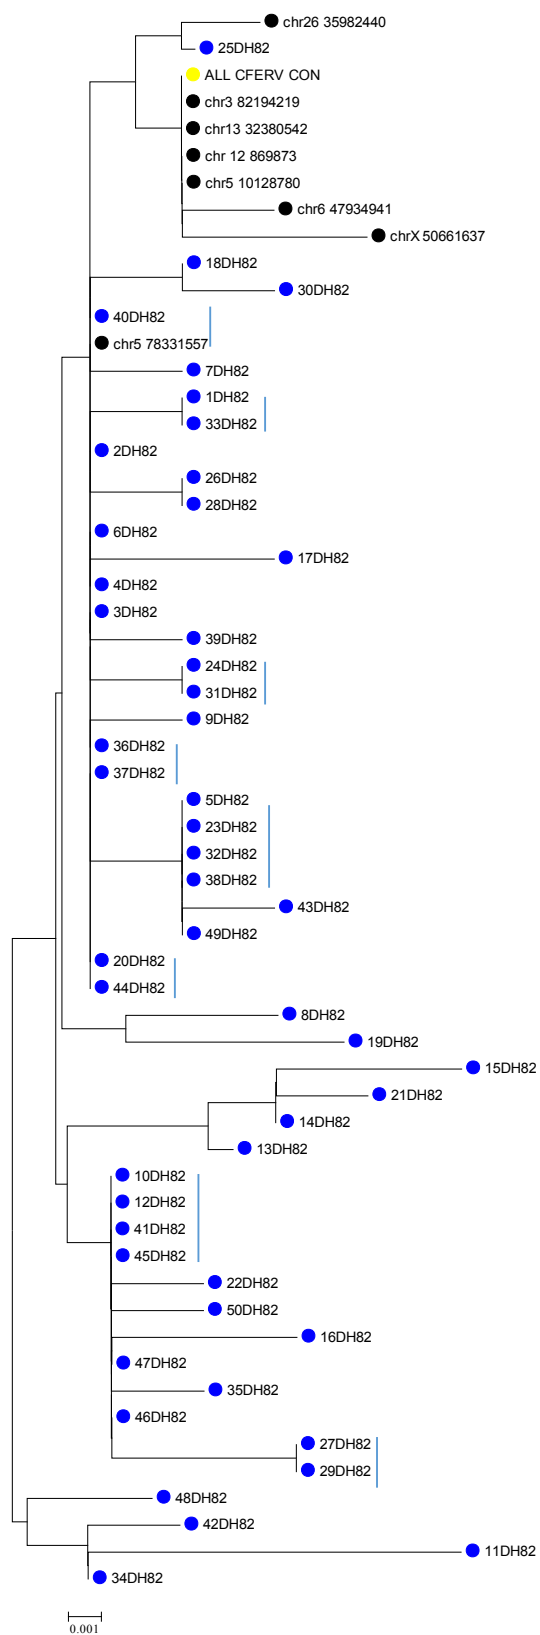 chr26 35982440
25DH82
ALL CFERV CON
chr3 82194219
chr13 32380542
chr 12 869873
chr5 10128780
chr6 47934941
chrX 50661637
18DH82
30DH82
40DH82
chr5 78331557
7DH82
1DH82
33DH82
2DH82
26DH82
28DH82
6DH82
17DH82
4DH82
3DH82
39DH82
24DH82
31DH82
9DH82
36DH82
37DH82
5DH82
23DH82
32DH82
38DH82
43DH82
49DH82
20DH82
44DH82
8DH82
19DH82
15DH82
21DH82
14DH82
13DH82
10DH82
12DH82
41DH82
45DH82
22DH82
50DH82
16DH82
47DH82
35DH82
46DH82
27DH82
29DH82
48DH82
42DH82
11DH82
34DH82
0.001